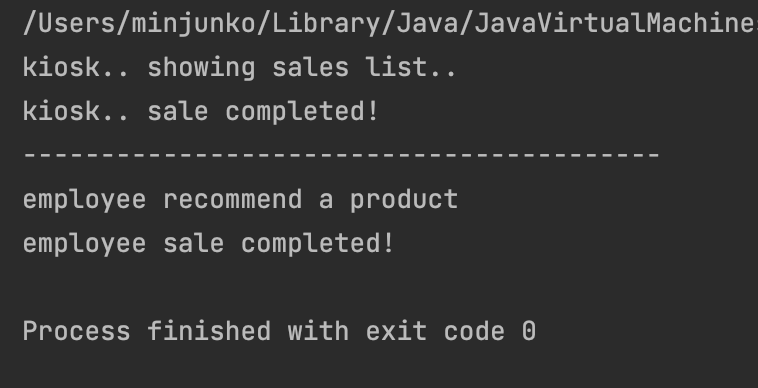 /Users/minjunko/Library/Java/JavaVirtualMachine
kiosk.. showing sales list..
kiosk.. sale completed!
-----------------------------------------
employee recommend a product
employee sale completed!
Process finished with exit code 0